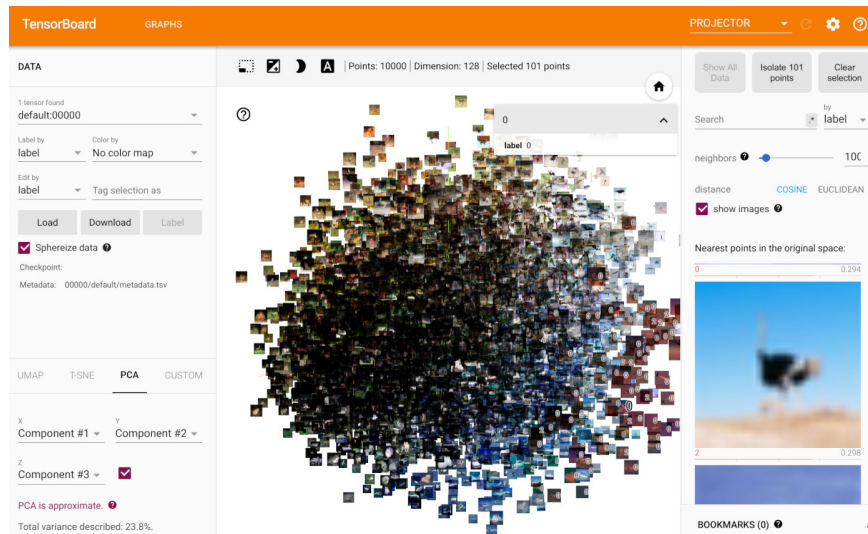 TensorBoard GRAPHS PROJECTOR
DATA
1 tensor found
default:00000
Label by Color by
label No color map
Edit by
label Tag selection as
Load Download Label
Sphereize data
Checkpoint:
Metadata: 00000/default/metadata.tsv
UMAP T-SNE PCA CUSTOM
X Y
Component #1 Component #2
Z
Component #3
PCA is approximate.
Total variance described: 23.8%.
A Points: 10000 | Dimension: 128 | Selected 101 points
0
label 0
Show All Data
Isolate 101 points
Clear selection
Search .* by
label
neighbors 100
distance COSINE EUCLIDEAN
show images
Nearest points in the original space:
0 0.294
2 0.298
BOOKMARKS (0)